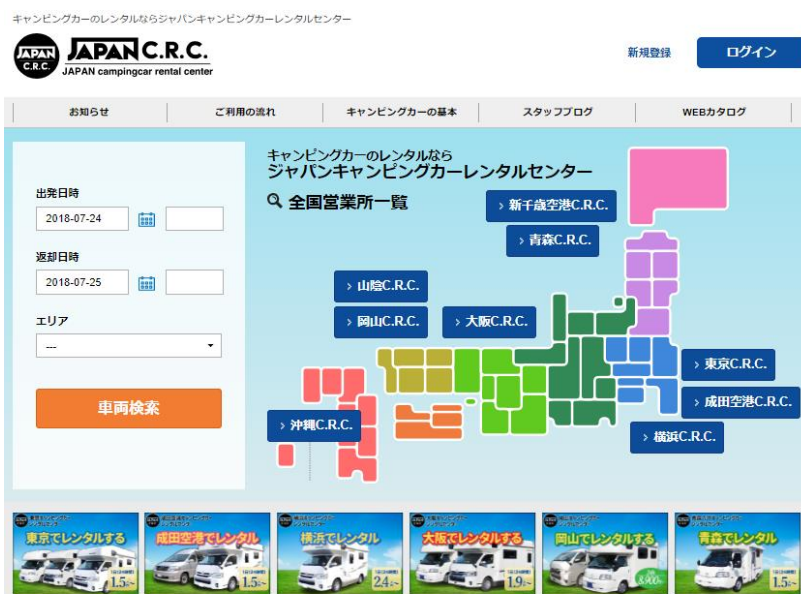 キャンピングカーのレンタルならジャパンキャンピングカーレンタルセンター
JAPAN C.R.C.
JAPAN C.R.C.
JAPAN campingcar rental center
新規登録
ログイン
お知らせ
ご利用の流れ
キャンピングカーの基本
スタッフブログ
WEBカタログ
キャンピングカーのレンタルなら
ジャパンキャンピングカーレンタルセンター
全国営業所一覧
出発日時
2018-07-24
返却日時
2018-07-25
エリア
---
車両検索
› 新千歳空港C.R.C.
› 青森C.R.C.
› 山陰C.R.C.
› 岡山C.R.C.
› 大阪C.R.C.
› 東京C.R.C.
› 成田空港C.R.C.
› 沖縄C.R.C.
› 横浜C.R.C.
東京でレンタルする
1.5
成田空港でレンタル
1.5
横浜でレンタル
2.4
大阪でレンタルする
1.9
岡山でレンタルする
8,900
青森でレンタル
1.5